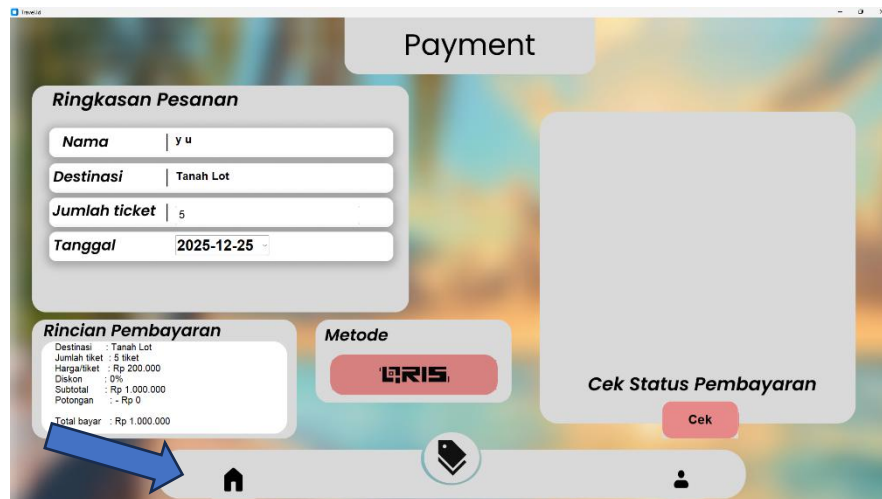 Travel.id
Payment
Ringkasan Pesanan
Nama y u
Destinasi Tanah Lot
Jumlah ticket 5
Tanggal 2025-12-25
Rincian Pembayaran
Destinasi : Tanah Lot
Jumlah tiket : 5 tiket
Harga/tiket : Rp 200.000
Diskon : 0%
Subtotal : Rp 1.000.000
Potongan : - Rp 0
Total bayar : Rp 1.000.000
Metode
QRIS
Cek Status Pembayaran
Cek